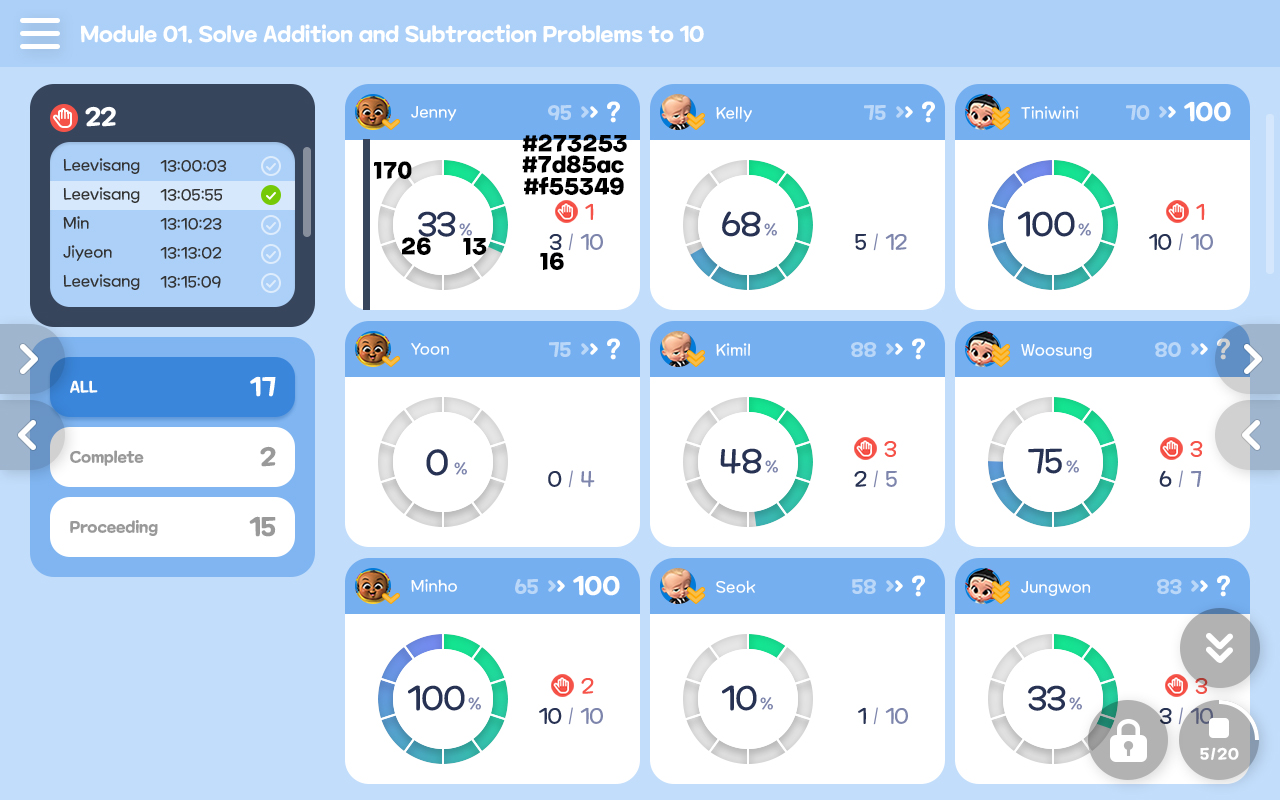 Module 01. Solve Addition and Subtraction Problems to 10
22
Leevisang 13:00:03
Leevisang 13:05:55
Min 13:10:23
Jiyeon 13:13:02
Leevisang 13:15:09
ALL 17
Complete 2
Proceeding 15
Jenny 95 ?
#273253
#7d85ac
#f55349
170
33 %
26 13
1
3 / 10
16
Kelly 75 ?
68 %
5 / 12
Tiniwini 70 100
100 %
1
10 / 10
Yoon 75 ?
0 %
0 / 4
Kimil 88 ?
48 %
3
2 / 5
Woosung 80 ?
75 %
3
6 / 7
Minho 65 100
100 %
2
10 / 10
Seok 58 ?
10 %
1 / 10
Jungwon 83 ?
33 %
3
3 / 10
5/20